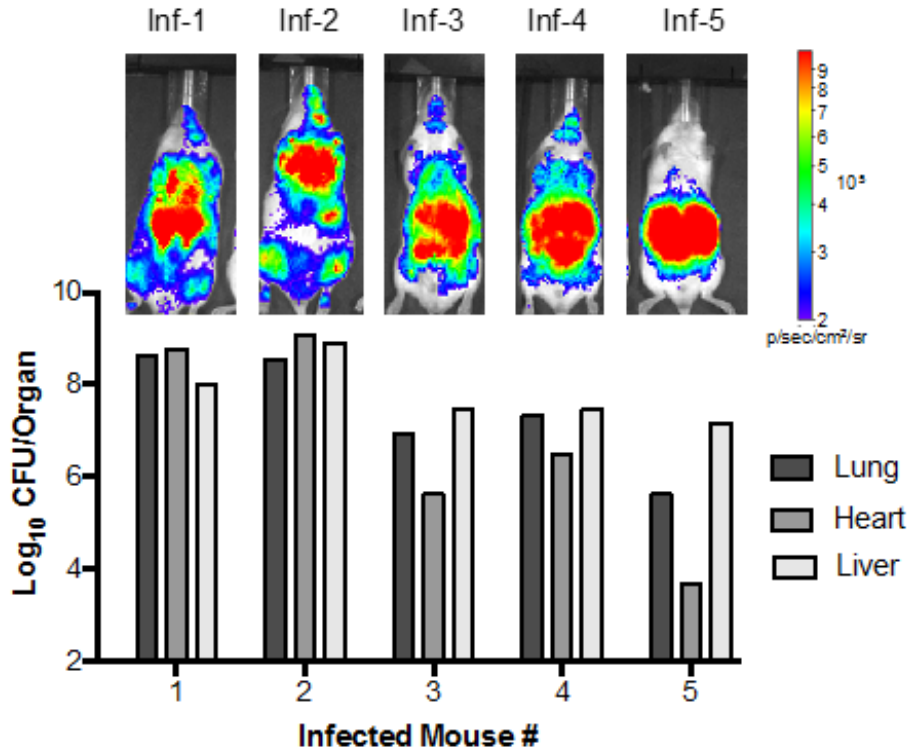 Inf-1 Inf-2 Inf-3 Inf-4 Inf-5
9
8
7
6
5
10⁵
4
3
2
p/sec/cm²/sr
10
8
6
4
2
Log₁₀ CFU/Organ
Lung
Heart
Liver
1 2 3 4 5
Infected Mouse #